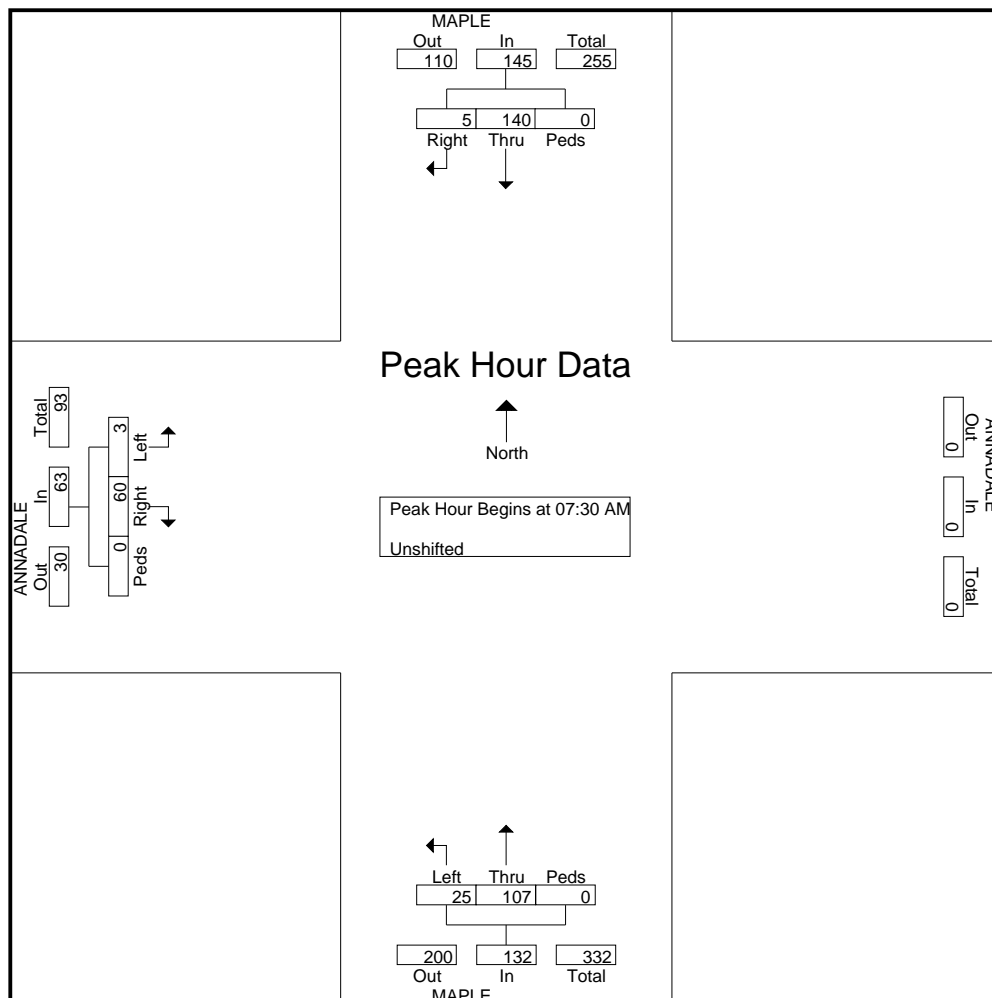 MAPLE
Out In Total
110 145 255
5 140 0
Right Thru Peds
Peak Hour Data
North
Peak Hour Begins at 07:30 AM
Unshifted
ANNADALE
Out In Total
30 63 93
0 60 3
Peds Right Left
ANNADALE
Out In Total
0 0 0
Left Thru Peds
25 107 0
200 132 332
Out In Total
MAPLE